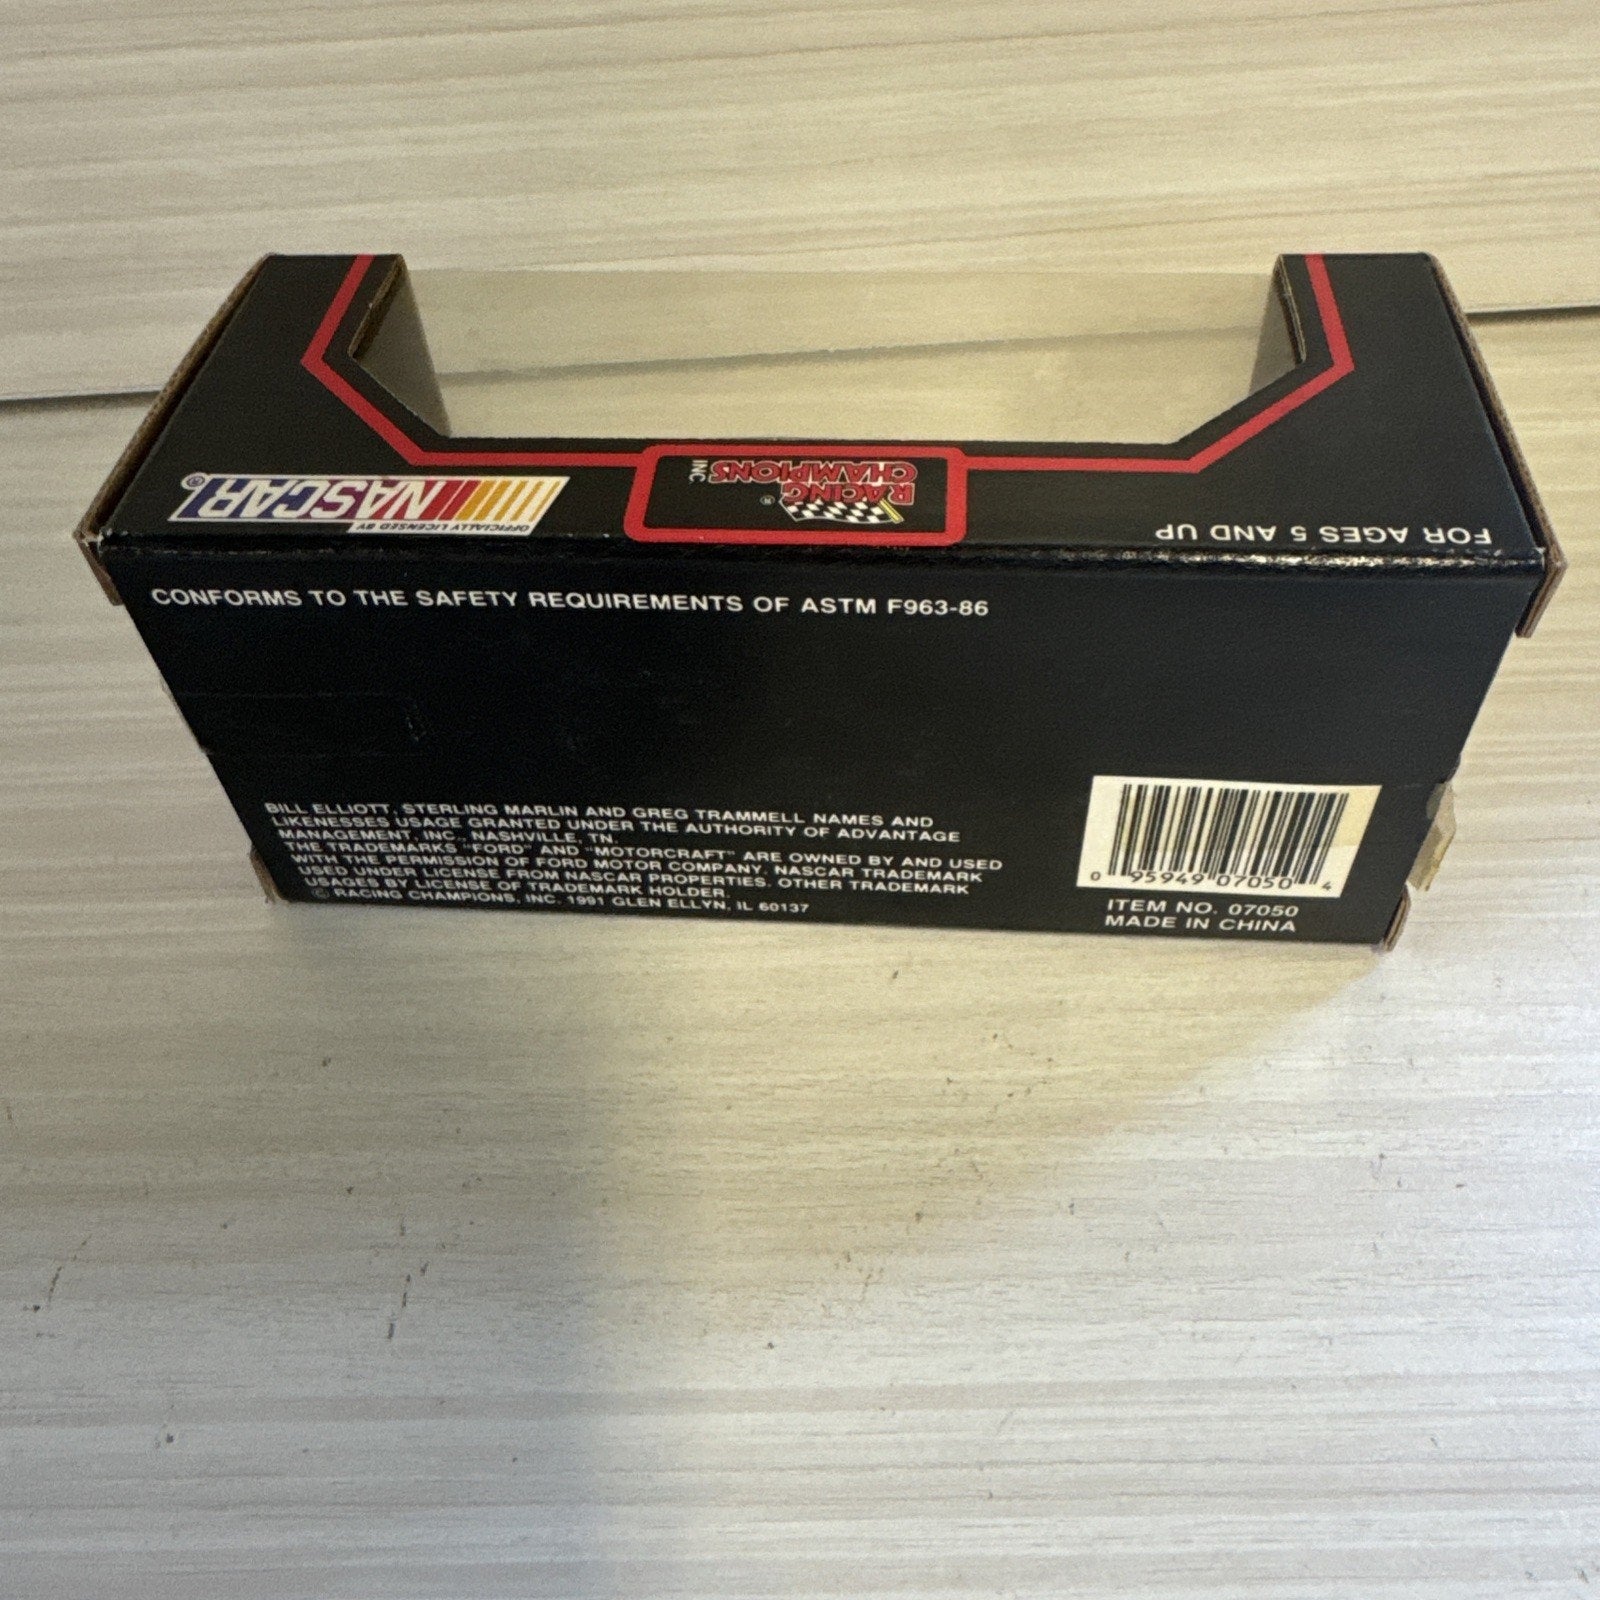 OFFICIALLY LICENSED BY
NASCAR®
RACING
CHAMPIONS
INC
®
FOR AGES 5 AND UP
CONFORMS TO THE SAFETY REQUIREMENTS OF ASTM F963-86
BILL ELLIOTT, STERLING MARLIN AND GREG TRAMMELL NAMES AND
LIKENESSES USAGE GRANTED UNDER THE AUTHORITY OF ADVANTAGE
MANAGEMENT, INC., NASHVILLE, TN.
THE TRADEMARKS "FORD" AND "MOTORCRAFT" ARE OWNED BY AND USED
WITH THE PERMISSION OF FORD MOTOR COMPANY. NASCAR TRADEMARK
USED UNDER LICENSE FROM NASCAR PROPERTIES. OTHER TRADEMARK
USAGES BY LICENSE OF TRADEMARK HOLDER.
© RACING CHAMPIONS, INC. 1991 GLEN ELLYN, IL 60137
0 95949 07050 4
ITEM NO. 07050
MADE IN CHINA